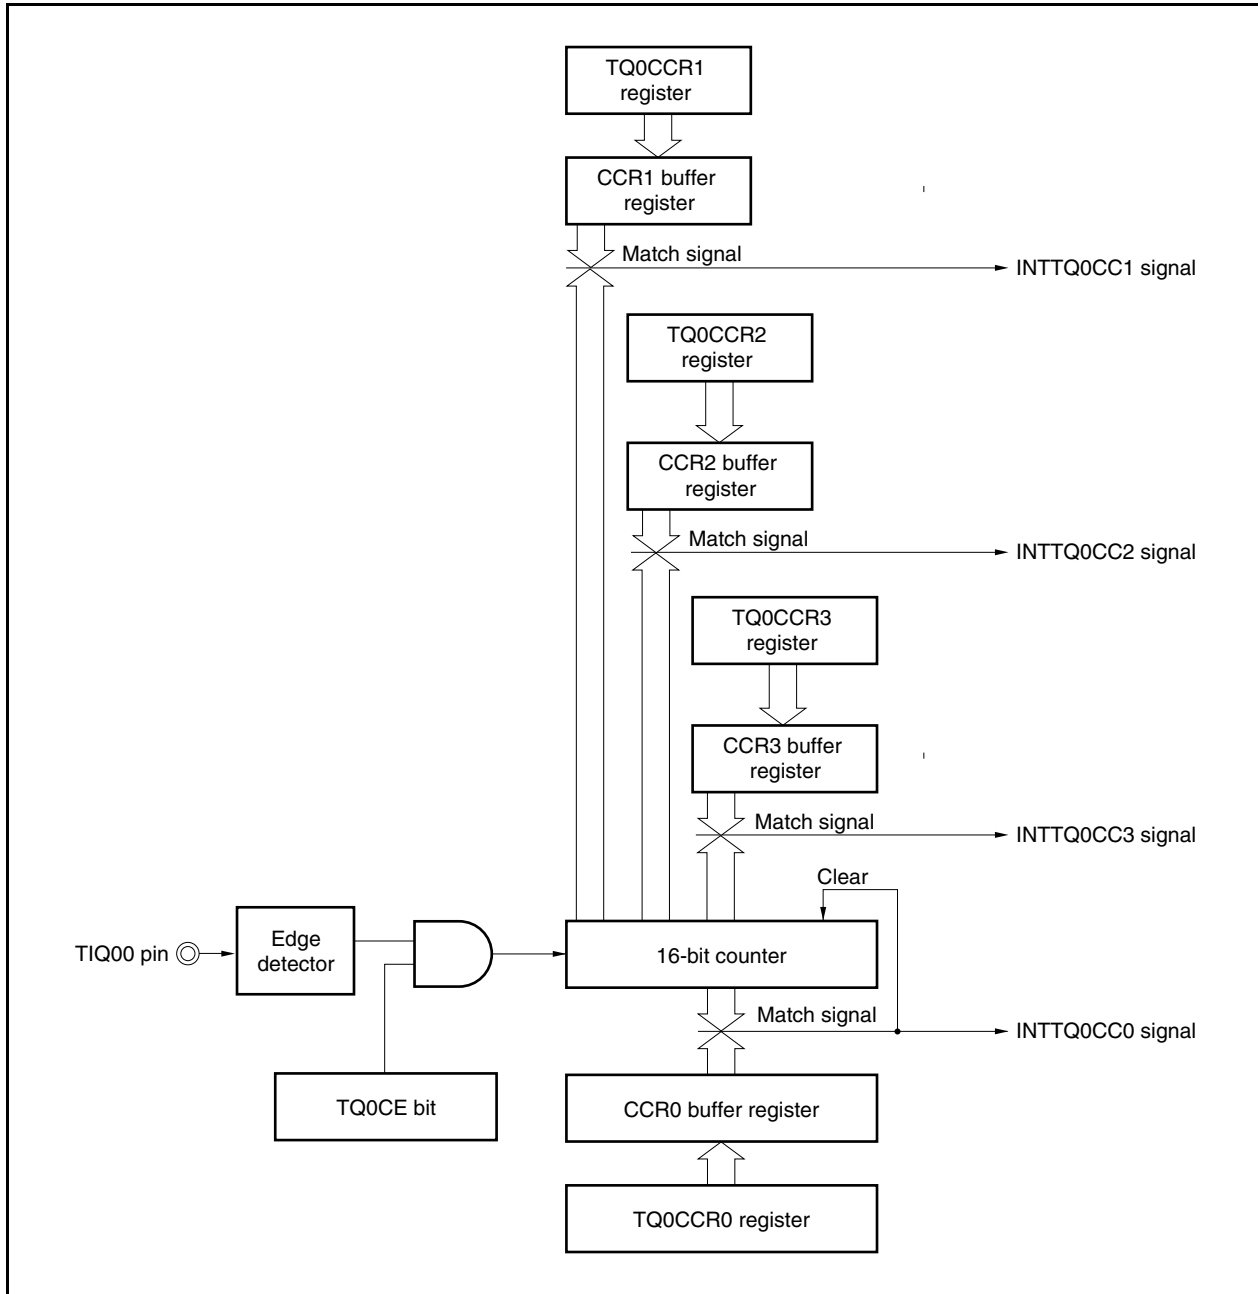 TQ0CCR1
register
CCR1 buffer
register
Match signal
INTTQ0CC1 signal
TQ0CCR2
register
CCR2 buffer
register
Match signal
INTTQ0CC2 signal
TQ0CCR3
register
CCR3 buffer
register
Match signal
INTTQ0CC3 signal
Clear
TIQ00 pin
Edge
detector
16-bit counter
Match signal
INTTQ0CC0 signal
TQ0CE bit
CCR0 buffer register
TQ0CCR0 register